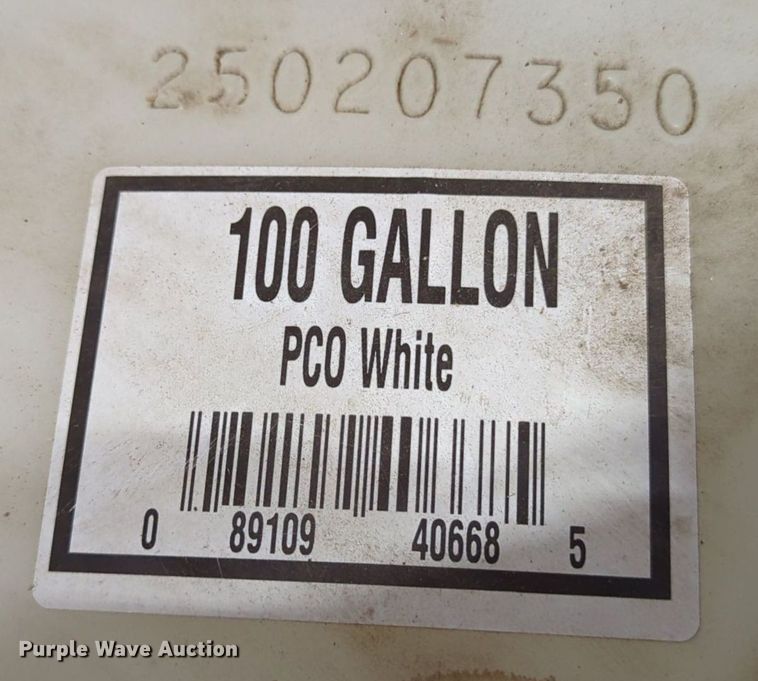 250207350
100 GALLON
PCO White
0 89109 40668 5
Purple Wave Auction